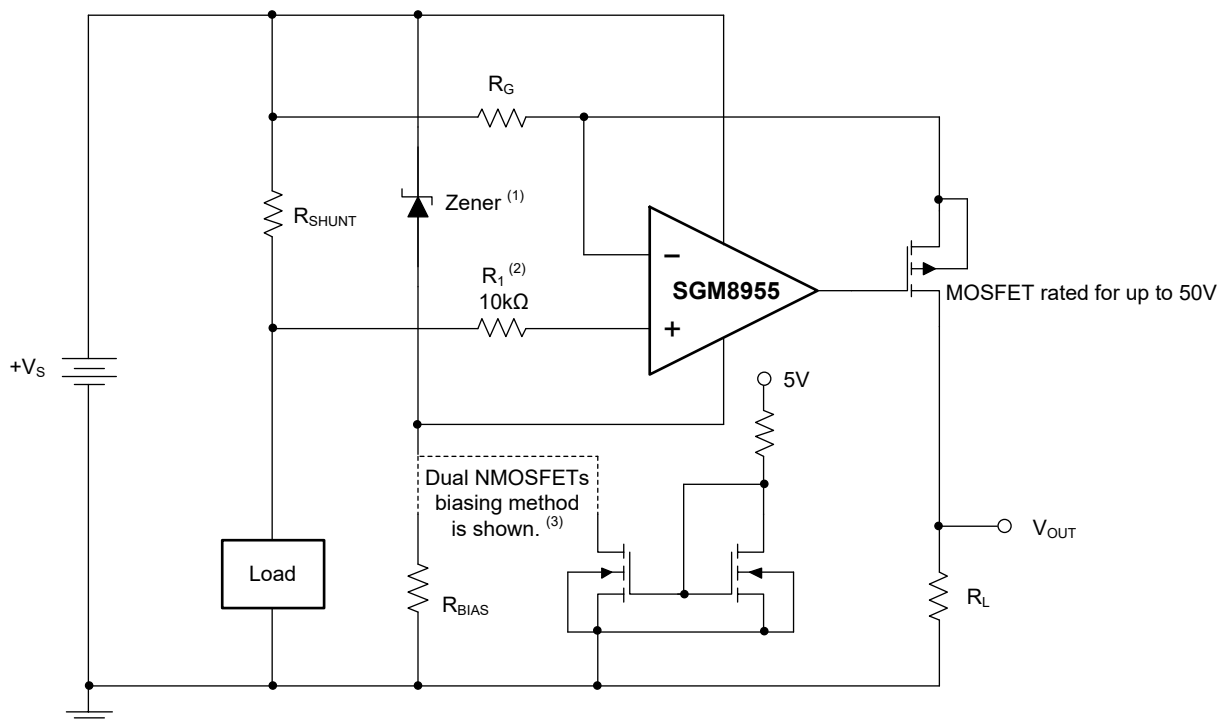 R_G
Zener (1)
R_SHUNT
R_1 (2)
10kΩ
−
SGM8955
+
MOSFET rated for up to 50V
+V_S
5V
Dual NMOSFETs
biasing method
is shown. (3)
V_OUT
Load
R_BIAS
R_L